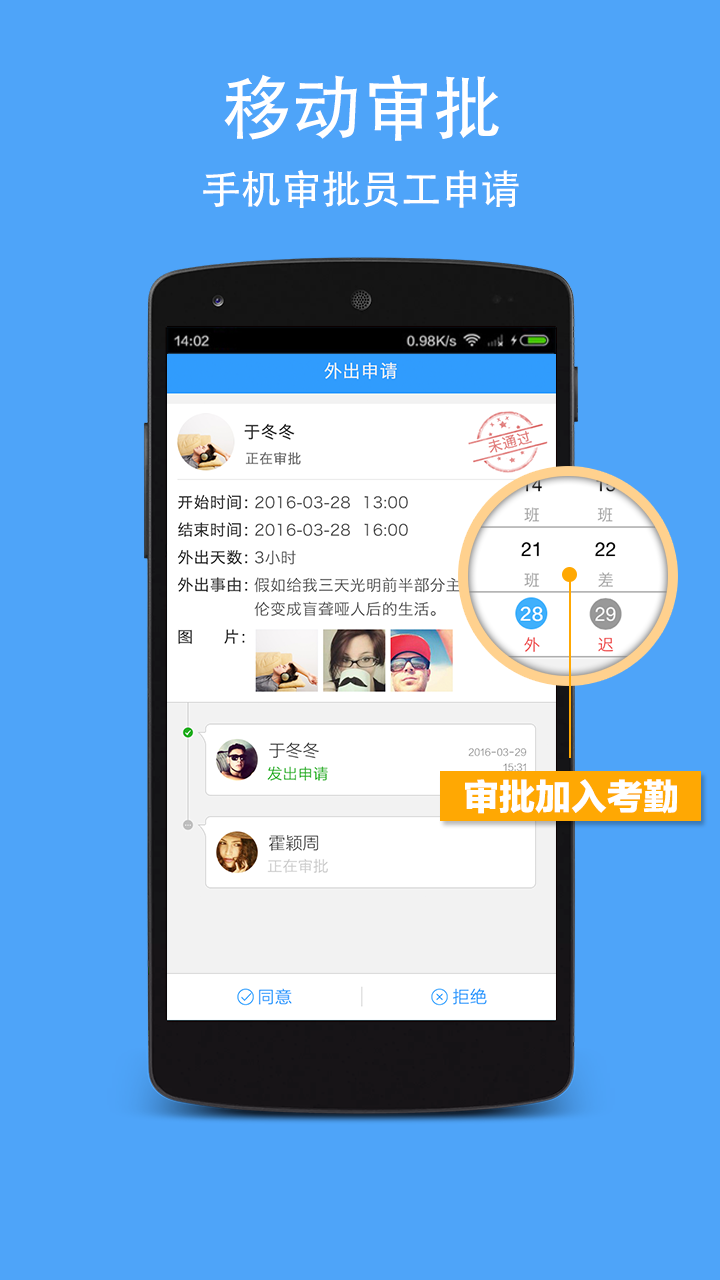 移动审批
手机审批员工申请
14:02
0.98K/s
外出申请
于冬冬
正在审批
未通过
开始时间：2016-03-28 13:00
结束时间：2016-03-28 16:00
外出天数：3小时
外出事由：假如给我三天光明前半部分主
伦变成盲聋哑人后的生活。
图 片：
14 15
班 班
21 22
班 差
28 29
外 迟
审批加入考勤
于冬冬
2016-03-29
15:31
发出申请
霍颖周
正在审批
同意
拒绝